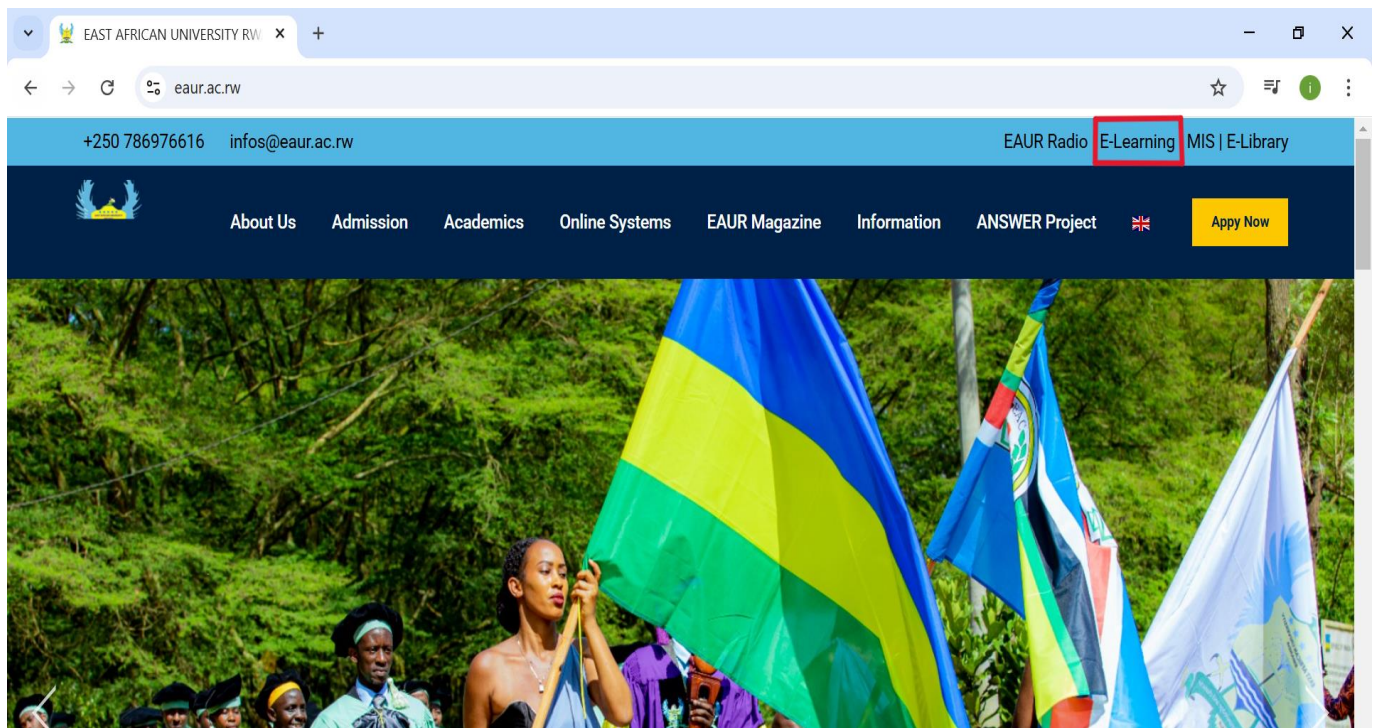 EAST AFRICAN UNIVERSITY RW
eaur.ac.rw
+250 786976616 infos@eaur.ac.rw EAUR Radio E-Learning MIS | E-Library
About Us Admission Academics Online Systems EAUR Magazine Information ANSWER Project Appy Now